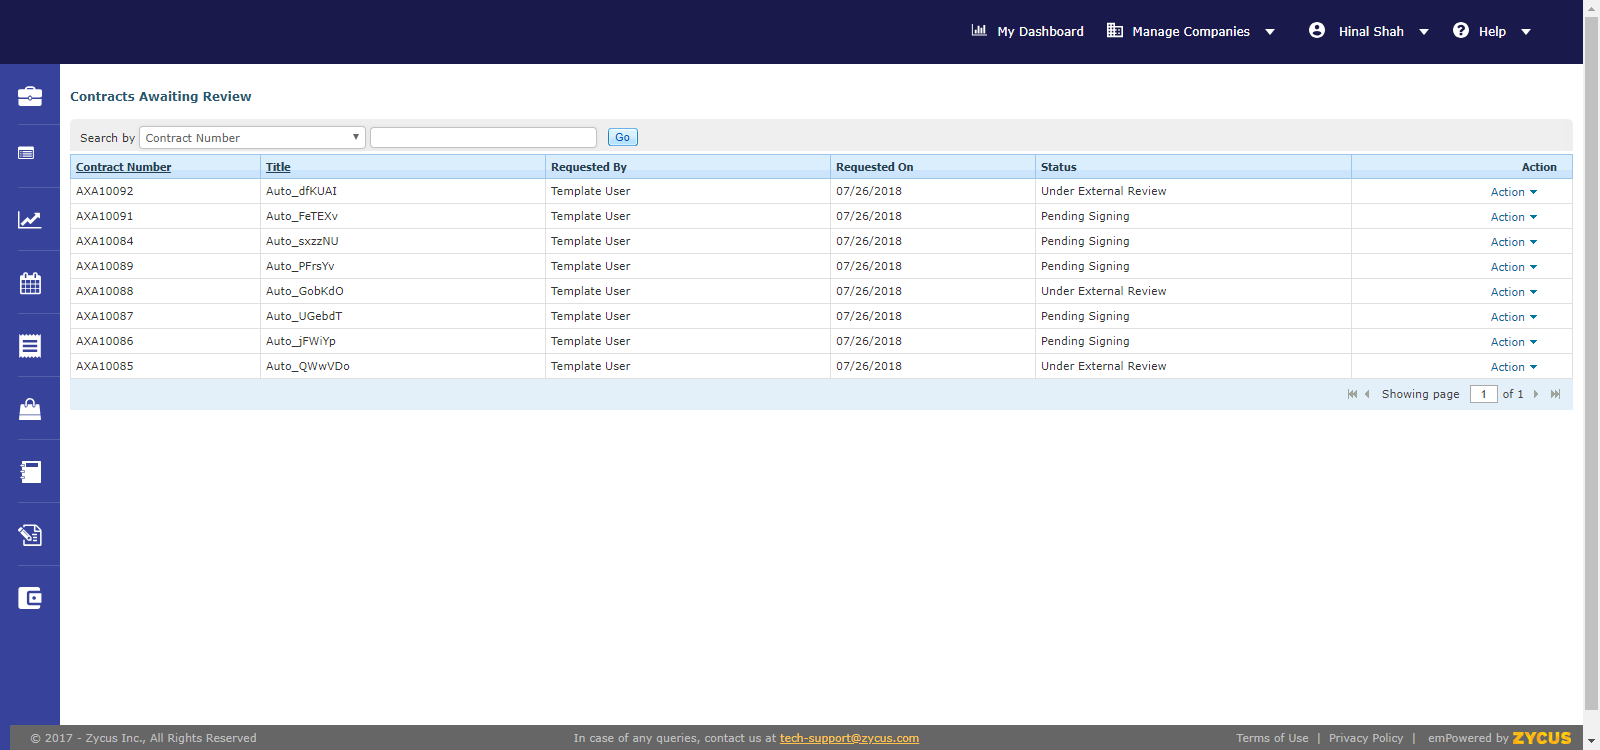 My Dashboard Manage Companies Hinal Shah Help
Contracts Awaiting Review
Search by Contract Number Go
Contract Number Title Requested By Requested On Status Action
AXA10092 Auto_dfKUAI Template User 07/26/2018 Under External Review Action
AXA10091 Auto_FeTEXv Template User 07/26/2018 Pending Signing Action
AXA10084 Auto_sxzzNU Template User 07/26/2018 Pending Signing Action
AXA10089 Auto_PFrsYv Template User 07/26/2018 Pending Signing Action
AXA10088 Auto_GobKdO Template User 07/26/2018 Under External Review Action
AXA10087 Auto_UGebdT Template User 07/26/2018 Pending Signing Action
AXA10086 Auto_jFWiYp Template User 07/26/2018 Pending Signing Action
AXA10085 Auto_QWwVDo Template User 07/26/2018 Under External Review Action
Showing page 1 of 1
© 2017 - Zycus Inc., All Rights Reserved In case of any queries, contact us at tech-support@zycus.com Terms of Use | Privacy Policy | emPowered by ZYCUS